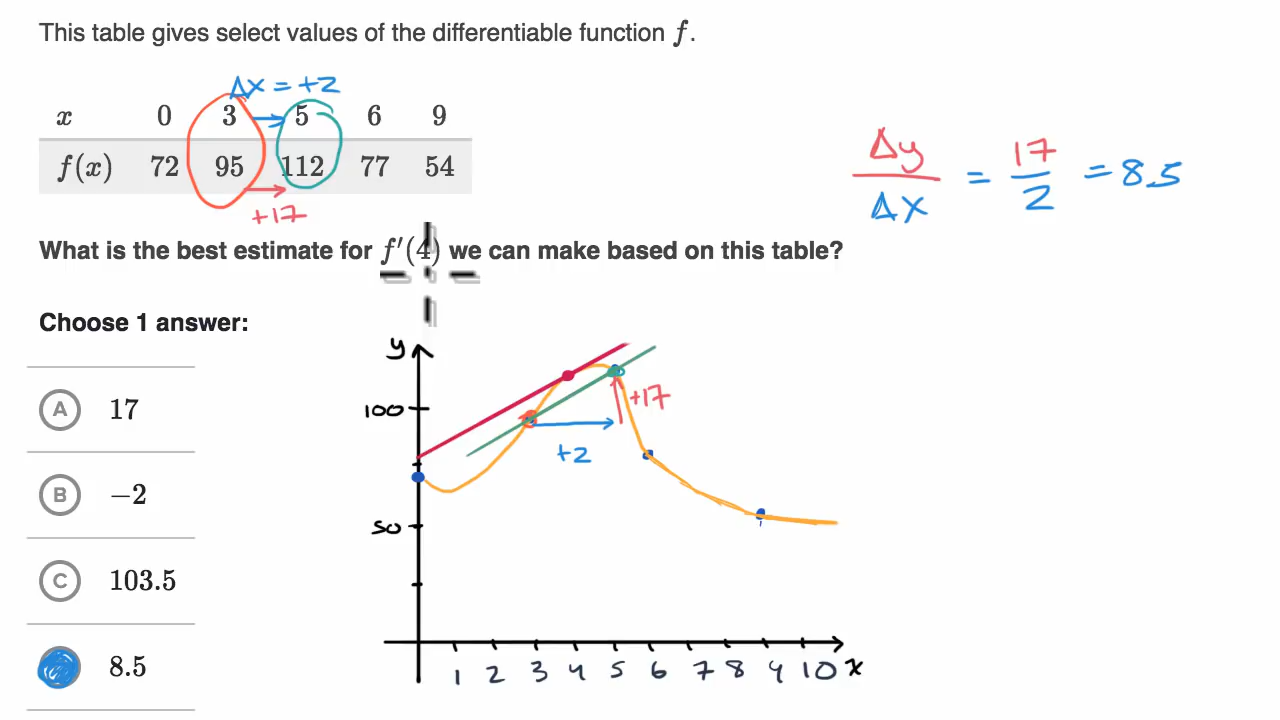 This table gives select values of the differentiable function f.
Δx = +2
x 0 3 5 6 9
f(x) 72 95 112 77 54
+17
Δy/Δx = 17/2 = 8.5
What is the best estimate for f′(4) we can make based on this table?
Choose 1 answer:
A 17
B −2
C 103.5
8.5
y
100
+17
+2
50
1 2 3 4 5 6 7 8 9 10 x